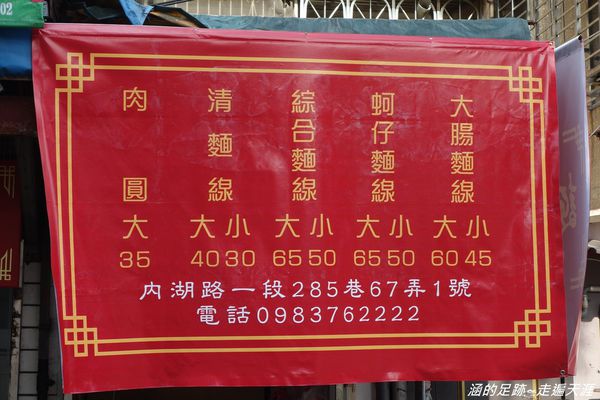 02
大腸麵線
大 小
60 45
蚵仔麵線
大 小
65 50
綜合麵線
大 小
65 50
清麵線
大 小
40 30
肉圓
大
35
內湖路一段285巷67弄1號
電話0983762222
涵的足跡~走遍天涯